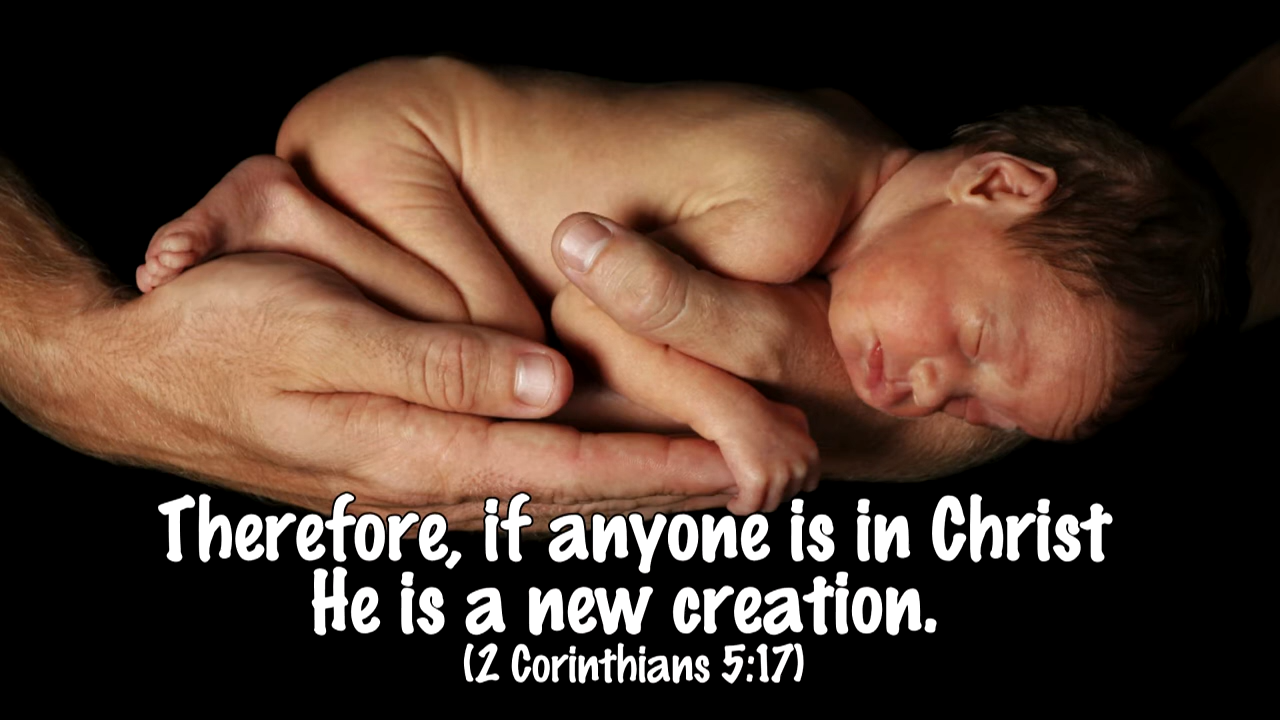 Therefore, if anyone is in Christ
He is a new creation.
(2 Corinthians 5:17)